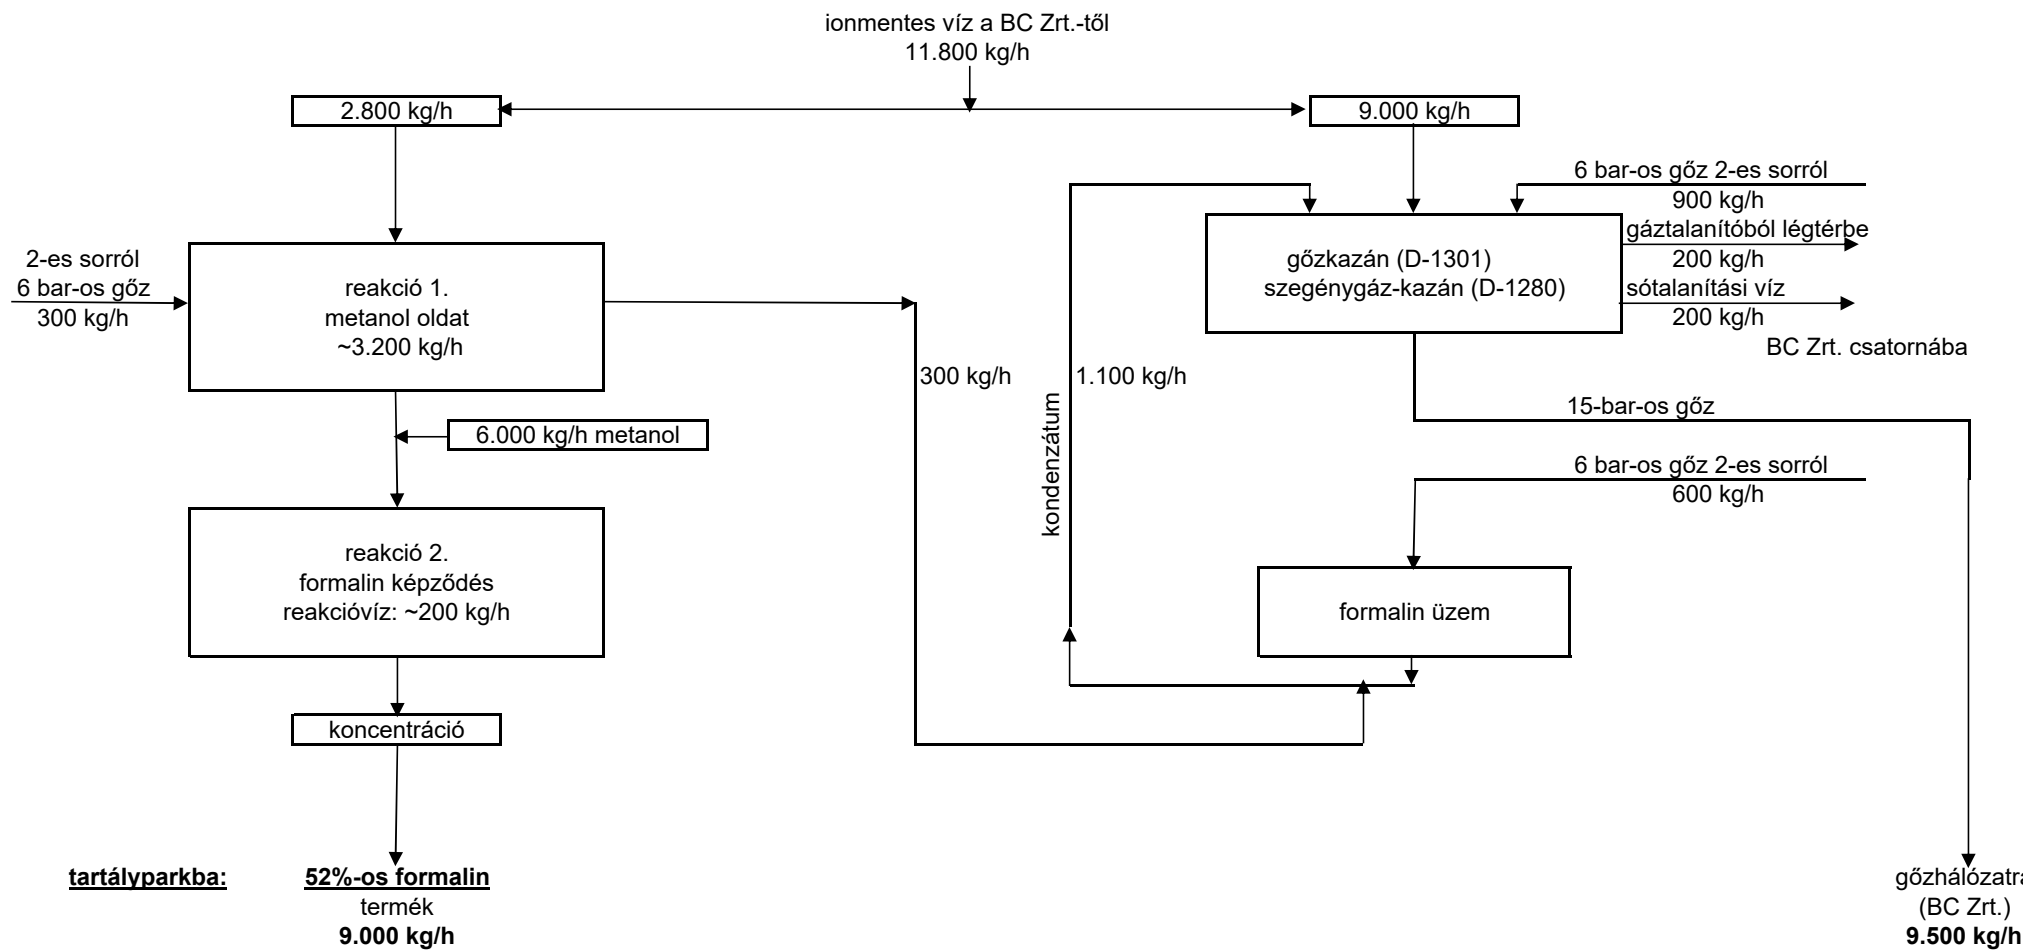 ionmentes víz a BC Zrt.-től
11.800 kg/h
2.800 kg/h
9.000 kg/h
6 bar-os gőz 2-es sorról
900 kg/h
gáztalanítóból légtérbe
200 kg/h
sótalanítási víz
200 kg/h
BC Zrt. csatornába
gőzkazán (D-1301)
szegénygáz-kazán (D-1280)
2-es sorról
6 bar-os gőz
300 kg/h
reakció 1.
metanol oldat
~3.200 kg/h
300 kg/h
1.100 kg/h
kondenzátum
15-bar-os gőz
6.000 kg/h metanol
6 bar-os gőz 2-es sorról
600 kg/h
reakció 2.
formalin képződés
reakcióvíz: ~200 kg/h
formalin üzem
koncentráció
tartályparkba:
52%-os formalin
termék
9.000 kg/h
gőzhálózatra
(BC Zrt.)
9.500 kg/h